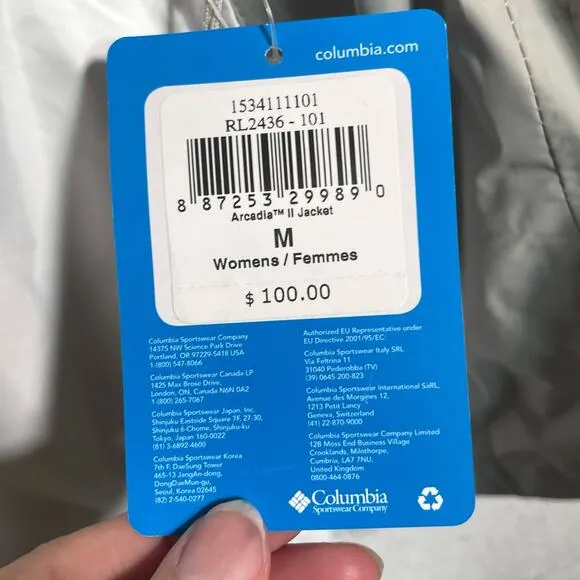 columbia.com
1534111101
RL2436 - 101
8 87253 29989 0
Arcadia™ II Jacket
M
Womens / Femmes
$ 100.00
Columbia Sportswear Company
14375 NW Science Park Drive
Portland, OR 97229-5418 USA
1-(800) 547-8066
Columbia Sportswear Canada LP
1425 Max Brose Drive,
London, ON, Canada N6N 0A2
1-(800) 265-7067
Columbia Sportswear Japan, Inc.
Shinjuku Eastside Square 7F, 27-30,
Shinjuku 6-Chome, Shinjuku-ku
Tokyo, Japan 160-0022
(81) 3-6892-4600
Columbia Sportswear Korea
7th F. DaeSung Tower
465-13 JangAn-dong,
DongDaeMun-gu,
Seoul, Korea 02645
(82) 2-540-0277
Authorized EU Representative under
EU Directive 2001/95/EC:
Columbia Sportswear Italy SRL
Via Feltrina 11
31040 Pederobba (TV)
(39) 0645-200-823
Columbia Sportswear International SàRL,
Avenue des Morgines 12,
1213 Petit Lancy
Geneva, Switzerland
(41) 22-870-9000
Columbia Sportswear Company Limited
12B Moss End Business Village
Crooklands, Milnthorpe,
Cumbria, LA7 7NU,
United Kingdom
0800-464-0876
Columbia
Sportswear Company